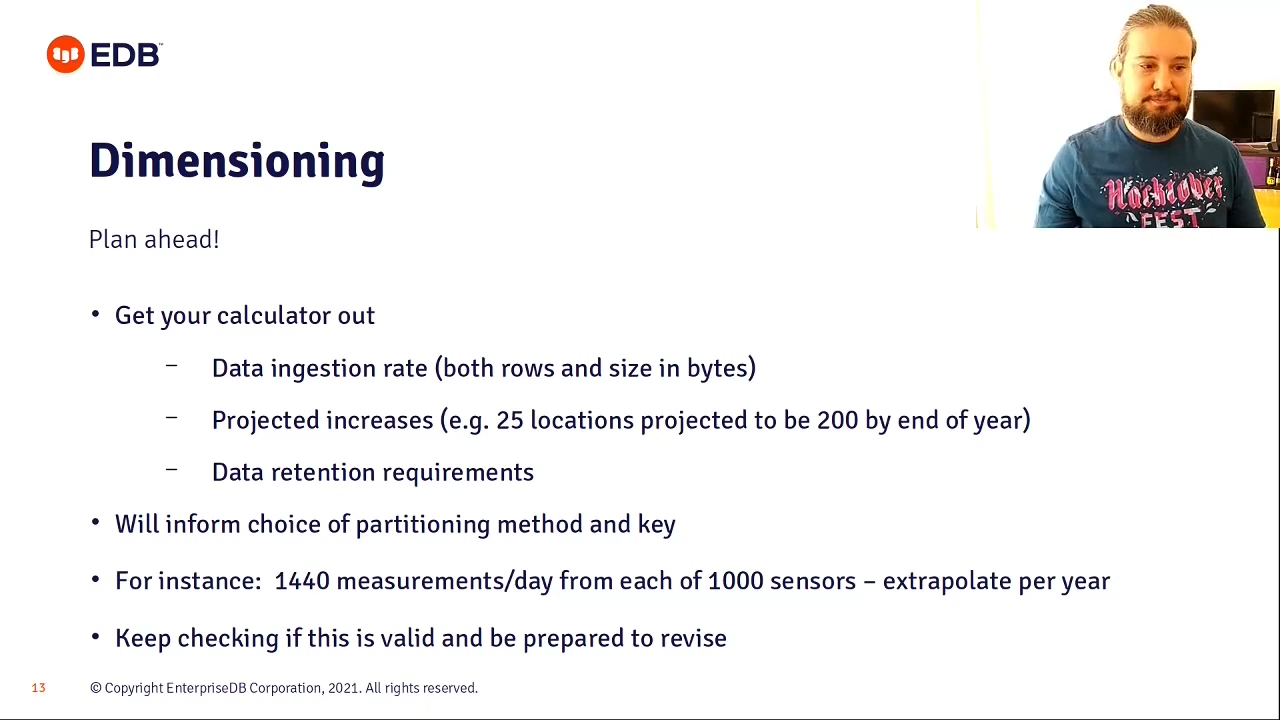 EDB™
Dimensioning
Plan ahead!
• Get your calculator out
– Data ingestion rate (both rows and size in bytes)
– Projected increases (e.g. 25 locations projected to be 200 by end of year)
– Data retention requirements
• Will inform choice of partitioning method and key
• For instance:  1440 measurements/day from each of 1000 sensors – extrapolate per year
• Keep checking if this is valid and be prepared to revise
13
© Copyright EnterpriseDB Corporation, 2021. All rights reserved.
Hacktober
FEST